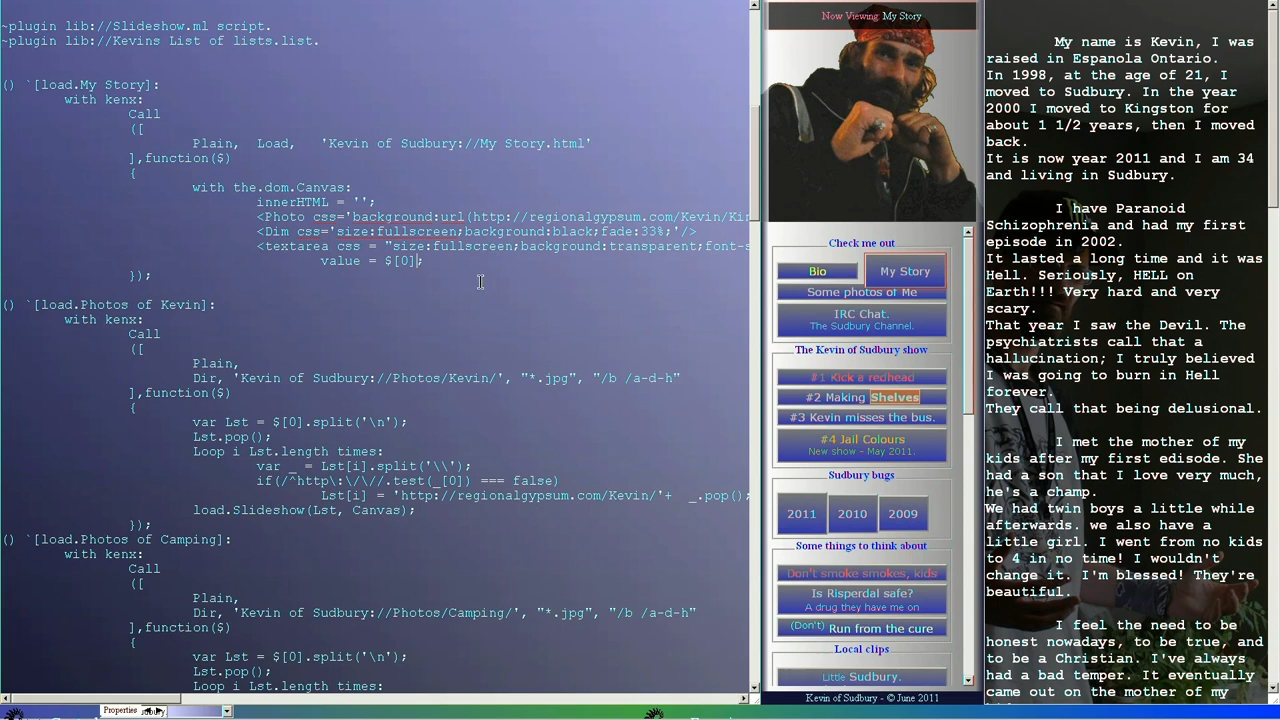 ~plugin lib://Slideshow.ml script.
~plugin lib://Kevins List of lists.list.
() `[load.My Story]:
with kenx:
Call
([
Plain, Load, 'Kevin of Sudbury://My Story.html'
],function($)
{
with the.dom.Canvas:
innerHTML = '';
<Photo css='background:url(http://regionalgypsum.com/Kevin/Kin
<Dim css='size:fullscreen;background:black;fade:33%;'/>
<textarea css = "size:fullscreen;background:transparent;font-s
value = $[0];
});
() `[load.Photos of Kevin]:
with kenx:
Call
([
Plain,
Dir, 'Kevin of Sudbury://Photos/Kevin/', "*.jpg", "/b /a-d-h"
],function($)
{
var Lst = $[0].split('\n');
Lst.pop();
Loop i Lst.length times:
var _ = Lst[i].split('\\');
if(/^http\:\/\//.test(_[0]) === false)
Lst[i] = 'http://regionalgypsum.com/Kevin/'+ _.pop();
load.Slideshow(Lst, Canvas);
});
() `[load.Photos of Camping]:
with kenx:
Call
([
Plain,
Dir, 'Kevin of Sudbury://Photos/Camping/', "*.jpg", "/b /a-d-h"
],function($)
{
var Lst = $[0].split('\n');
Lst.pop();
Loop i Lst.length times:
Properties
Now Viewing: My Story
Check me out
Bio
My Story
Some photos of Me
IRC Chat.
The Sudbury Channel.
The Kevin of Sudbury show
#1 Kick a redhead
#2 Making Shelves
#3 Kevin misses the bus.
#4 Jail Colours
New show - May 2011.
Sudbury bugs
2011 2010 2009
Some things to think about
Don't smoke smokes, kids
Is Risperdal safe?
A drug they have me on
(Don't) Run from the cure
Local clips
Little Sudbury.
Kevin of Sudbury - © June 2011
My name is Kevin, I was
raised in Espanola Ontario.
In 1998, at the age of 21, I
moved to Sudbury. In the year
2000 I moved to Kingston for
about 1 1/2 years, then I moved
back.
It is now year 2011 and I am 34
and living in Sudbury.
I have Paranoid
Schizophrenia and had my first
episode in 2002.
It lasted a long time and it was
Hell. Seriously, HELL on
Earth!!! Very hard and very
scary.
That year I saw the Devil. The
psychiatrists call that a
hallucination; I truly believed
I was going to burn in Hell
forever.
They call that being delusional.
I met the mother of my
kids after my first edisode. She
had a son that I love very much,
he's a champ.
We had twin boys a little while
afterwards. we also have a
little girl. I went from no kids
to 4 in no time! I wouldn't
change it. I'm blessed! They're
beautiful.
I feel the need to be
honest nowadays, to be true, and
to be a Christian. I've always
had a bad temper. It eventually
came out on the mother of my